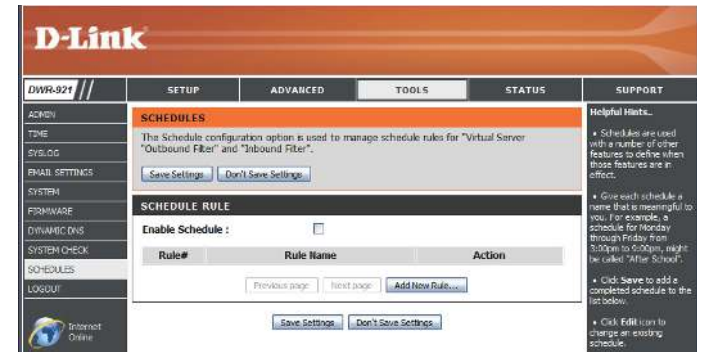 D-Link
DWR-921
SETUP
ADVANCED
TOOLS
STATUS
SUPPORT
ADMIN
TIME
SYSLOG
EMAIL SETTINGS
SYSTEM
FIRMWARE
DYNAMIC DNS
SYSTEM CHECK
SCHEDULES
LOGOUT
Internet
Online
SCHEDULES
The Schedule configuration option is used to manage schedule rules for "Virtual Server
"Outbound Filter" and "Inbound Filter".
Save Settings Don't Save Settings
SCHEDULE RULE
Enable Schedule :
Rule# Rule Name Action
Previous page Next page Add New Rule...
Save Settings Don't Save Settings
Helpful Hints..
• Schedules are used
with a number of other
features to define when
those features are in
effect.
• Give each schedule a
name that is meaningful to
you. For example, a
schedule for Monday
through Friday from
3:00pm to 9:00pm, might
be called "After School".
• Click Save to add a
completed schedule to the
list below.
• Click Edit icon to
change an existing
schedule.